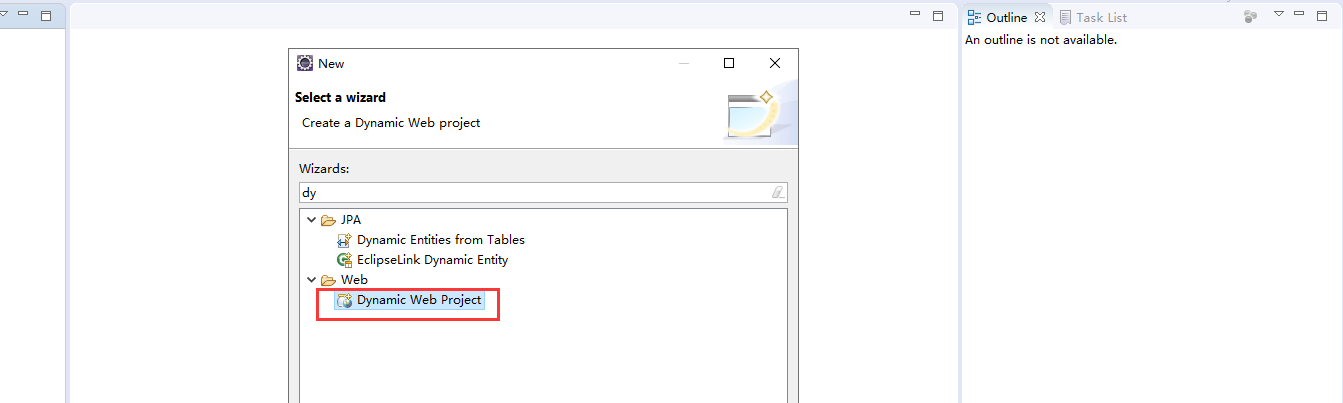 Outline
Task List
An outline is not available.
New
Select a wizard
Create a Dynamic Web project
Wizards:
dy
JPA
Dynamic Entities from Tables
EclipseLink Dynamic Entity
Web
Dynamic Web Project